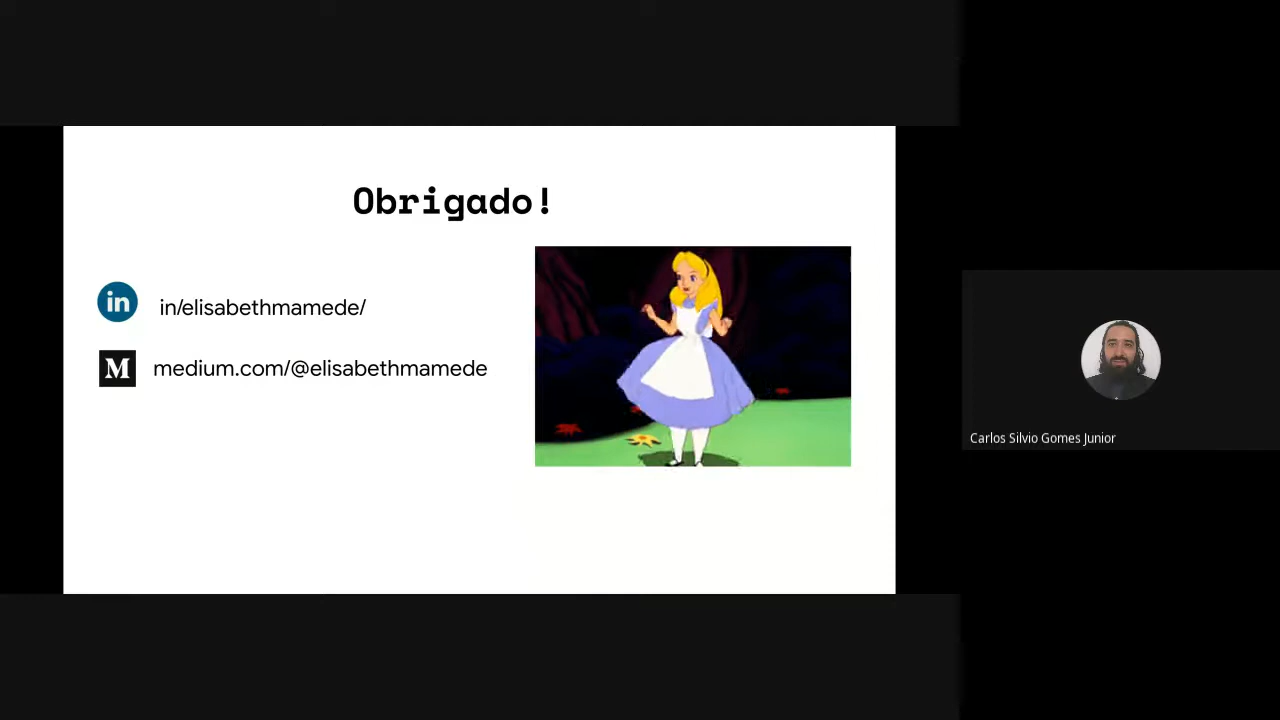 Obrigado!
in
in/elisabethmamede/
M
medium.com/@elisabethmamede
Carlos Silvio Gomes Junior